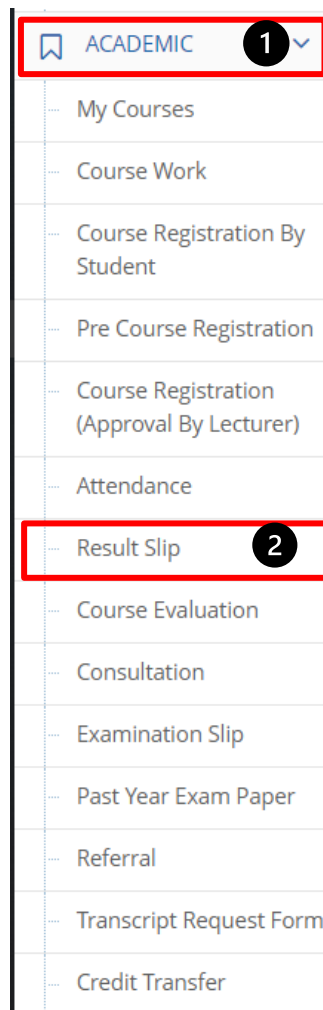 ACADEMIC 1
My Courses
Course Work
Course Registration By
Student
Pre Course Registration
Course Registration
(Approval By Lecturer)
Attendance
Result Slip 2
Course Evaluation
Consultation
Examination Slip
Past Year Exam Paper
Referral
Transcript Request Form
Credit Transfer